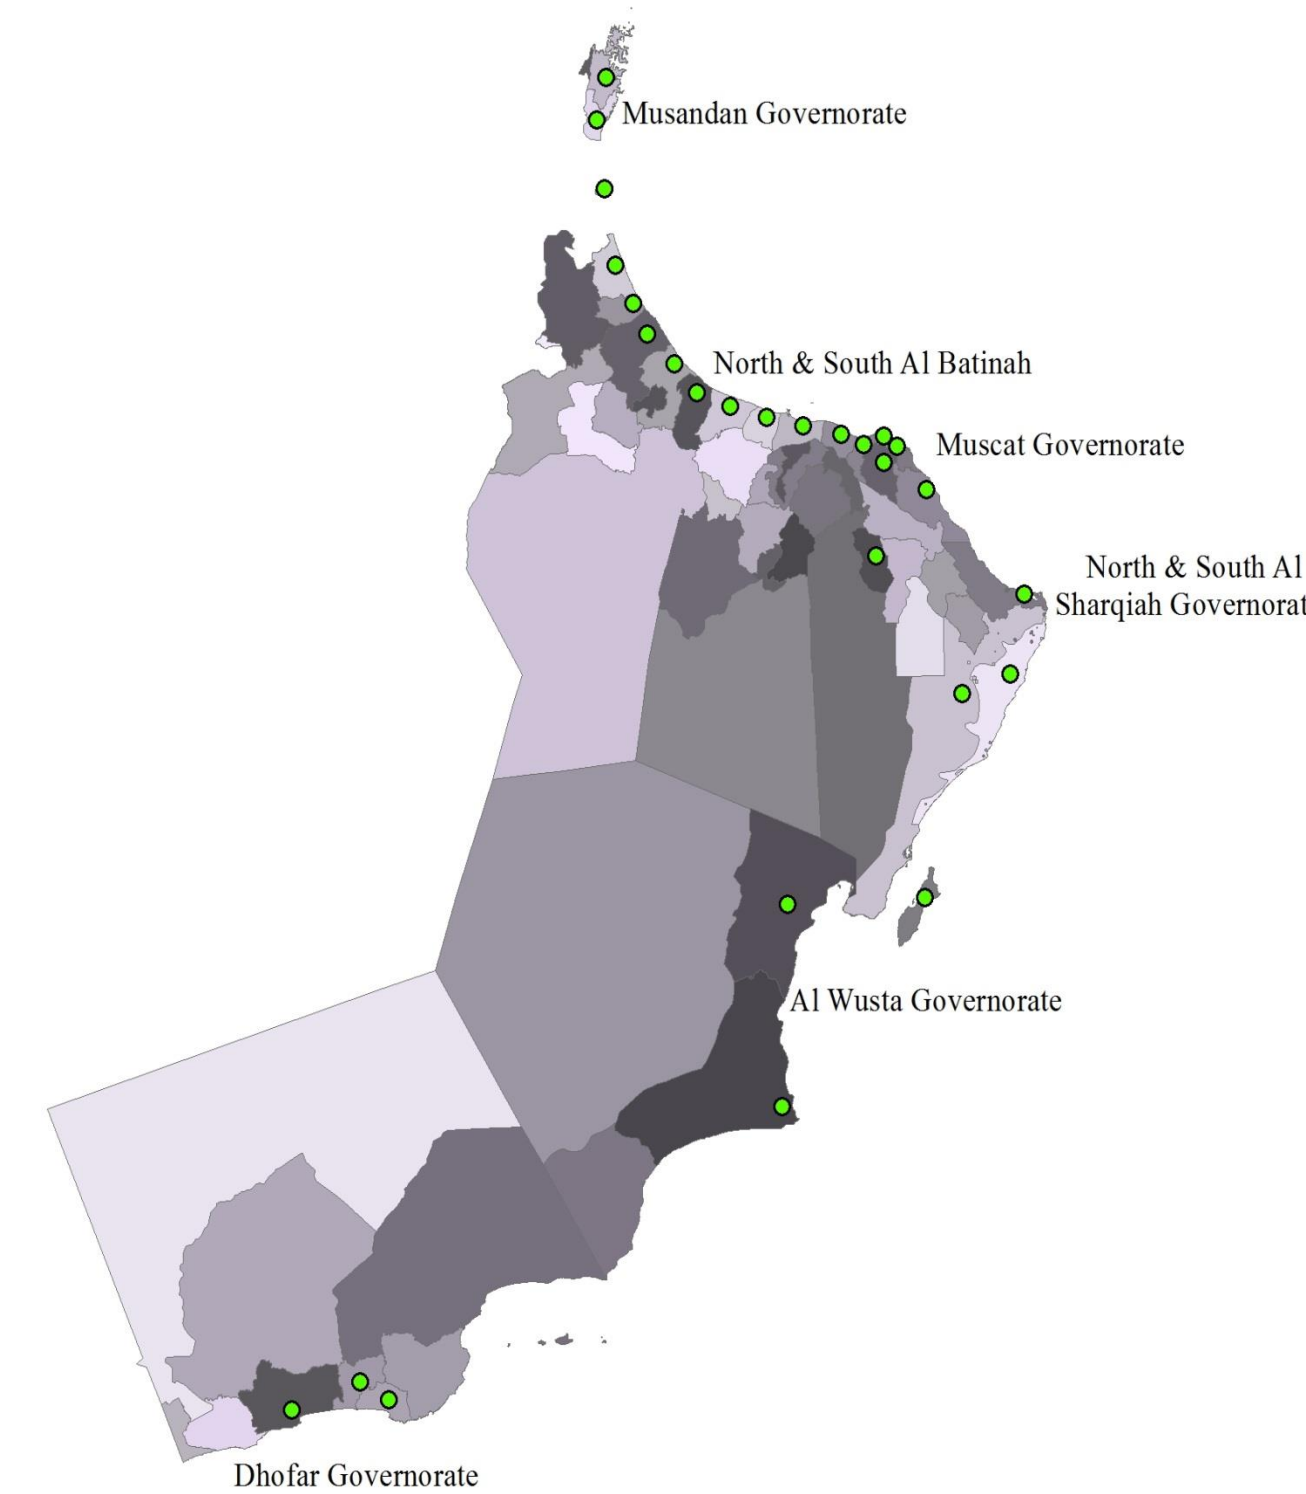 Musandan Governorate
North & South Al Batinah
Muscat Governorate
North & South Al
Sharqiah Governorat
Al Wusta Governorate
Dhofar Governorate